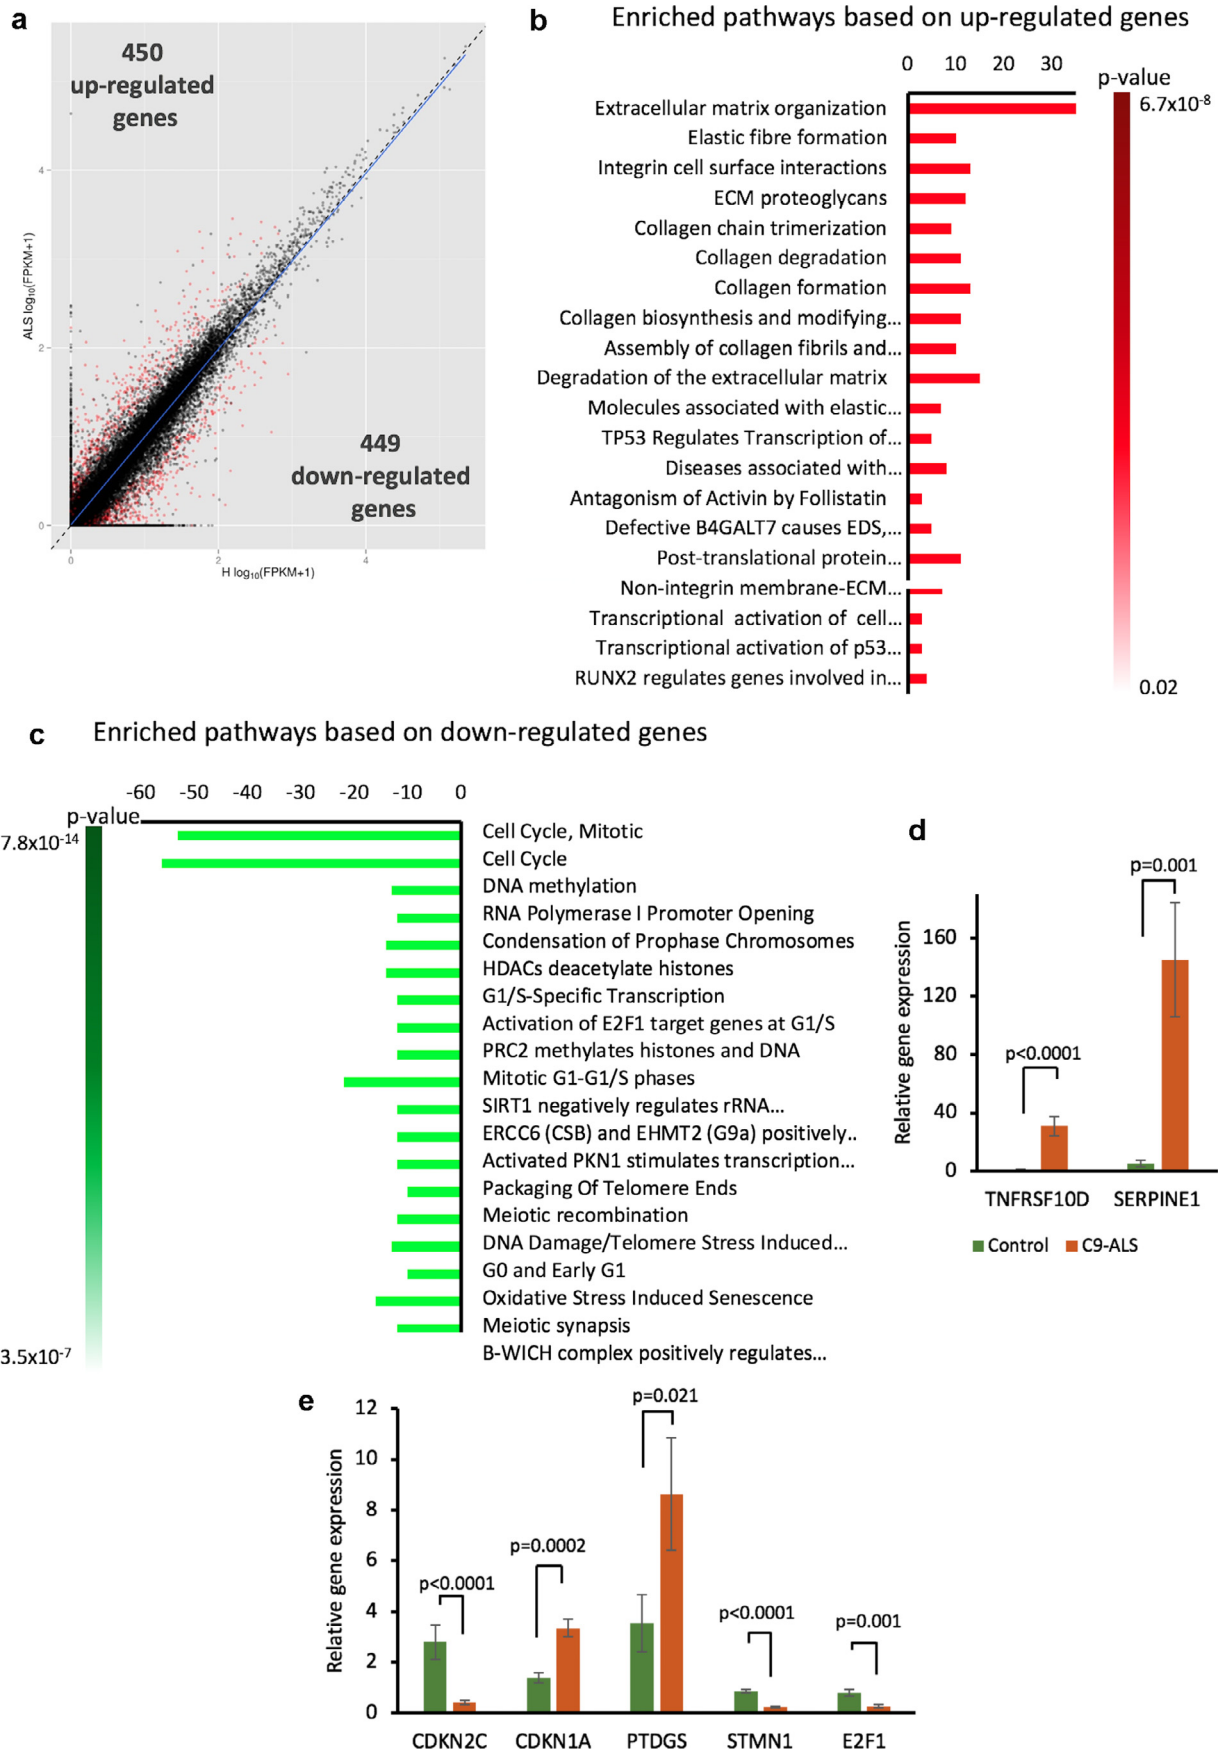 a
450
up-regulated
genes
449
down-regulated
genes
ALS log10(FPKM+1)
4
2
0
0
2
4
H log10(FPKM+1)
b
Enriched pathways based on up-regulated genes
0 10 20 30
p-value
6.7x10-8
0.02
Extracellular matrix organization
Elastic fibre formation
Integrin cell surface interactions
ECM proteoglycans
Collagen chain trimerization
Collagen degradation
Collagen formation
Collagen biosynthesis and modifying...
Assembly of collagen fibrils and...
Degradation of the extracellular matrix
Molecules associated with elastic...
TP53 Regulates Transcription of...
Diseases associated with...
Antagonism of Activin by Follistatin
Defective B4GALT7 causes EDS,...
Post-translational protein...
Non-integrin membrane-ECM...
Transcriptional activation of cell...
Transcriptional activation of p53...
RUNX2 regulates genes involved in...
c
Enriched pathways based on down-regulated genes
-60 -50 -40 -30 -20 -10 0
p-value
7.8x10-14
3.5x10-7
Cell Cycle, Mitotic
Cell Cycle
DNA methylation
RNA Polymerase I Promoter Opening
Condensation of Prophase Chromosomes
HDACs deacetylate histones
G1/S-Specific Transcription
Activation of E2F1 target genes at G1/S
PRC2 methylates histones and DNA
Mitotic G1-G1/S phases
SIRT1 negatively regulates rRNA...
ERCC6 (CSB) and EHMT2 (G9a) positively..
Activated PKN1 stimulates transcription...
Packaging Of Telomere Ends
Meiotic recombination
DNA Damage/Telomere Stress Induced...
G0 and Early G1
Oxidative Stress Induced Senescence
Meiotic synapsis
B-WICH complex positively regulates...
d
Relative gene expression
160
120
80
40
0
p<0.0001
p=0.001
TNFRSF10D SERPINE1
Control C9-ALS
e
Relative gene expression
12
10
8
6
4
2
0
p<0.0001
p=0.0002
p=0.021
p<0.0001
p=0.001
CDKN2C CDKN1A PTDGS STMN1 E2F1